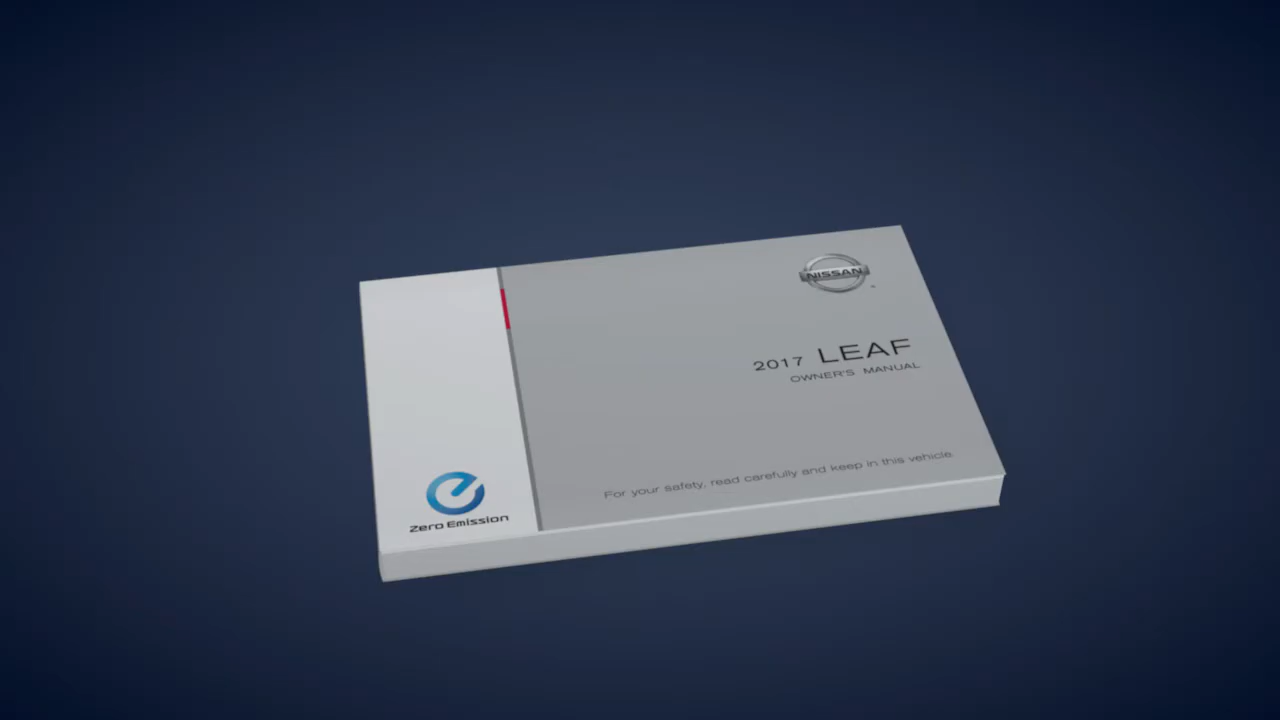 NISSAN
2017 LEAF
OWNER'S MANUAL
For your safety, read carefully and keep in this vehicle.
Zero Emission